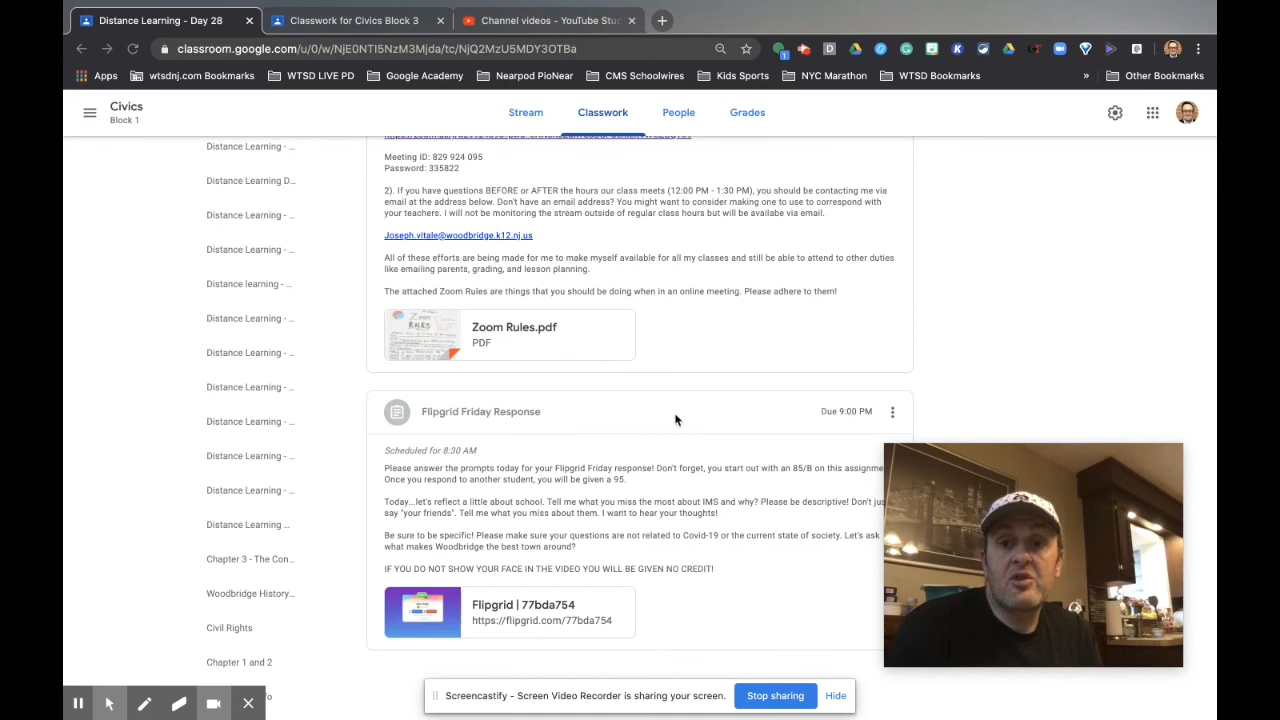 Distance Learning - Day 28
Classwork for Civics Block 3
Channel videos - YouTube Stu
classroom.google.com/u/0/w/NjE0NTI5NzM3Mjda/tc/NjQ2MzU5MDY3OTBa
Apps
wtsdnj.com Bookmarks
WTSD LIVE PD
Google Academy
Nearpod PioNear
CMS Schoolwires
Kids Sports
NYC Marathon
WTSD Bookmarks
»
Other Bookmarks
Civics
Block 1
Stream
Classwork
People
Grades
Distance Learning - ...
Distance Learning D...
Distance Learning - ...
Distance Learning - ...
Distance learning - ...
Distance Learning - ...
Distance Learning - ...
Distance Learning - ...
Distance Learning - ...
Distance Learning - ...
Distance Learning - ...
Distance Learning ...
Chapter 3 - The Con...
Woodbridge History...
Civil Rights
Chapter 1 and 2
Meeting ID: 829 924 095
Password: 335822
2). If you have questions BEFORE or AFTER the hours our class meets (12:00 PM - 1:30 PM), you should be contacting me via
email at the address below. Don't have an email address? You might want to consider making one to use to correspond with
your teachers. I will not be monitoring the stream outside of regular class hours but will be availabe via email.
Joseph.vitale@woodbridge.k12.nj.us
All of these efforts are being made for me to make myself available for all my classes and still be able to attend to other duties
like emailing parents, grading, and lesson planning.
The attached Zoom Rules are things that you should be doing when in an online meeting. Please adhere to them!
Zoom Rules.pdf
PDF
Flipgrid Friday Response
Due 9:00 PM
Scheduled for 8:30 AM
Please answer the prompts today for your Flipgrid Friday response! Don't forget, you start out with an 85/B on this assignme
Once you respond to another student, you will be given a 95.
Today...let's reflect a little about school. Tell me what you miss the most about IMS and why? Please be descriptive! Don't jus
say "your friends". Tell me what you miss about them. I want to hear your thoughts!
Be sure to be specific! Please make sure your questions are not related to Covid-19 or the current state of society. Let's ask
what makes Woodbridge the best town around?
IF YOU DO NOT SHOW YOUR FACE IN THE VIDEO YOU WILL BE GIVEN NO CREDIT!
Flipgrid | 77bda754
https://flipgrid.com/77bda754
Screencastify - Screen Video Recorder is sharing your screen.
Stop sharing
Hide